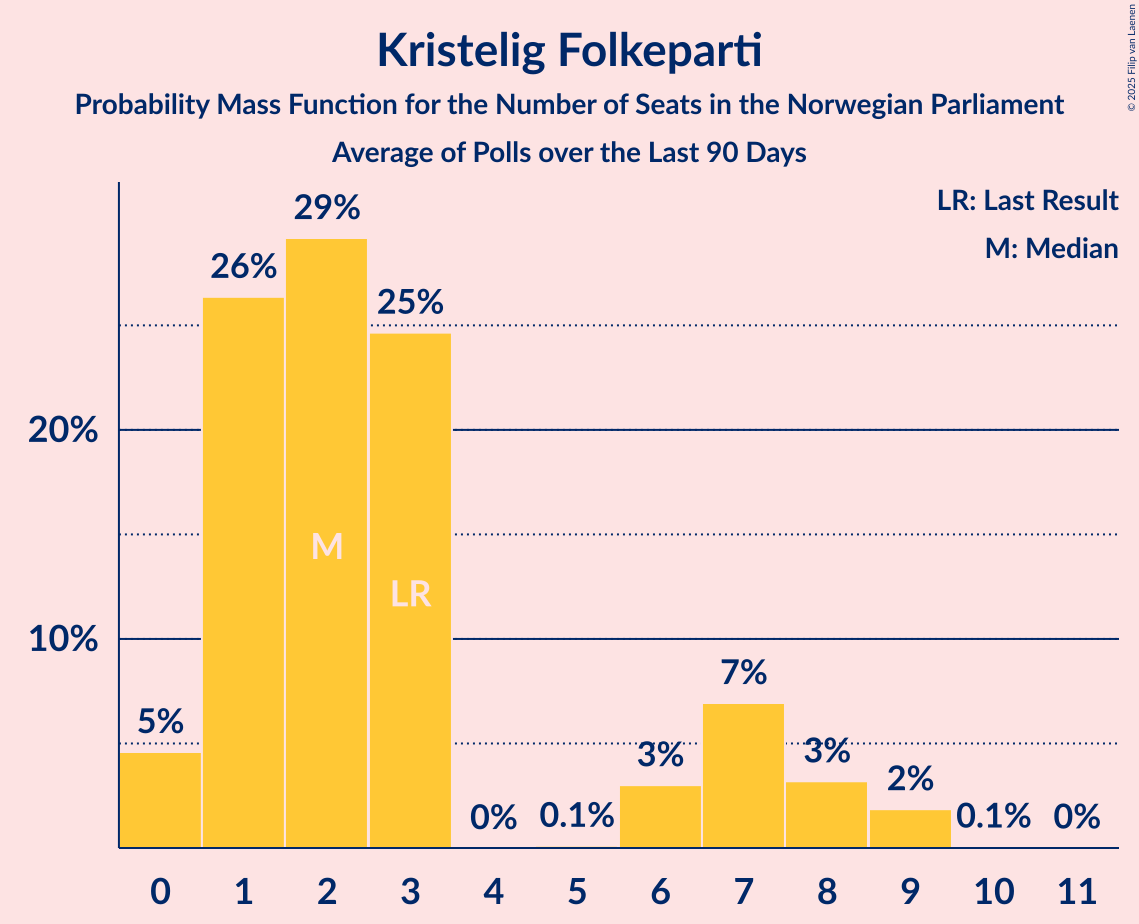 Kristelig Folkeparti
Probability Mass Function for the Number of Seats in the Norwegian Parliament
Average of Polls over the Last 90 Days
© 2025 Filip van Laenen
LR: Last Result
M: Median
29%
26%
25%
20%
M
LR
10%
7%
5%
3%
3%
2%
0%
0.1%
0.1%
0%
0 1 2 3 4 5 6 7 8 9 10 11